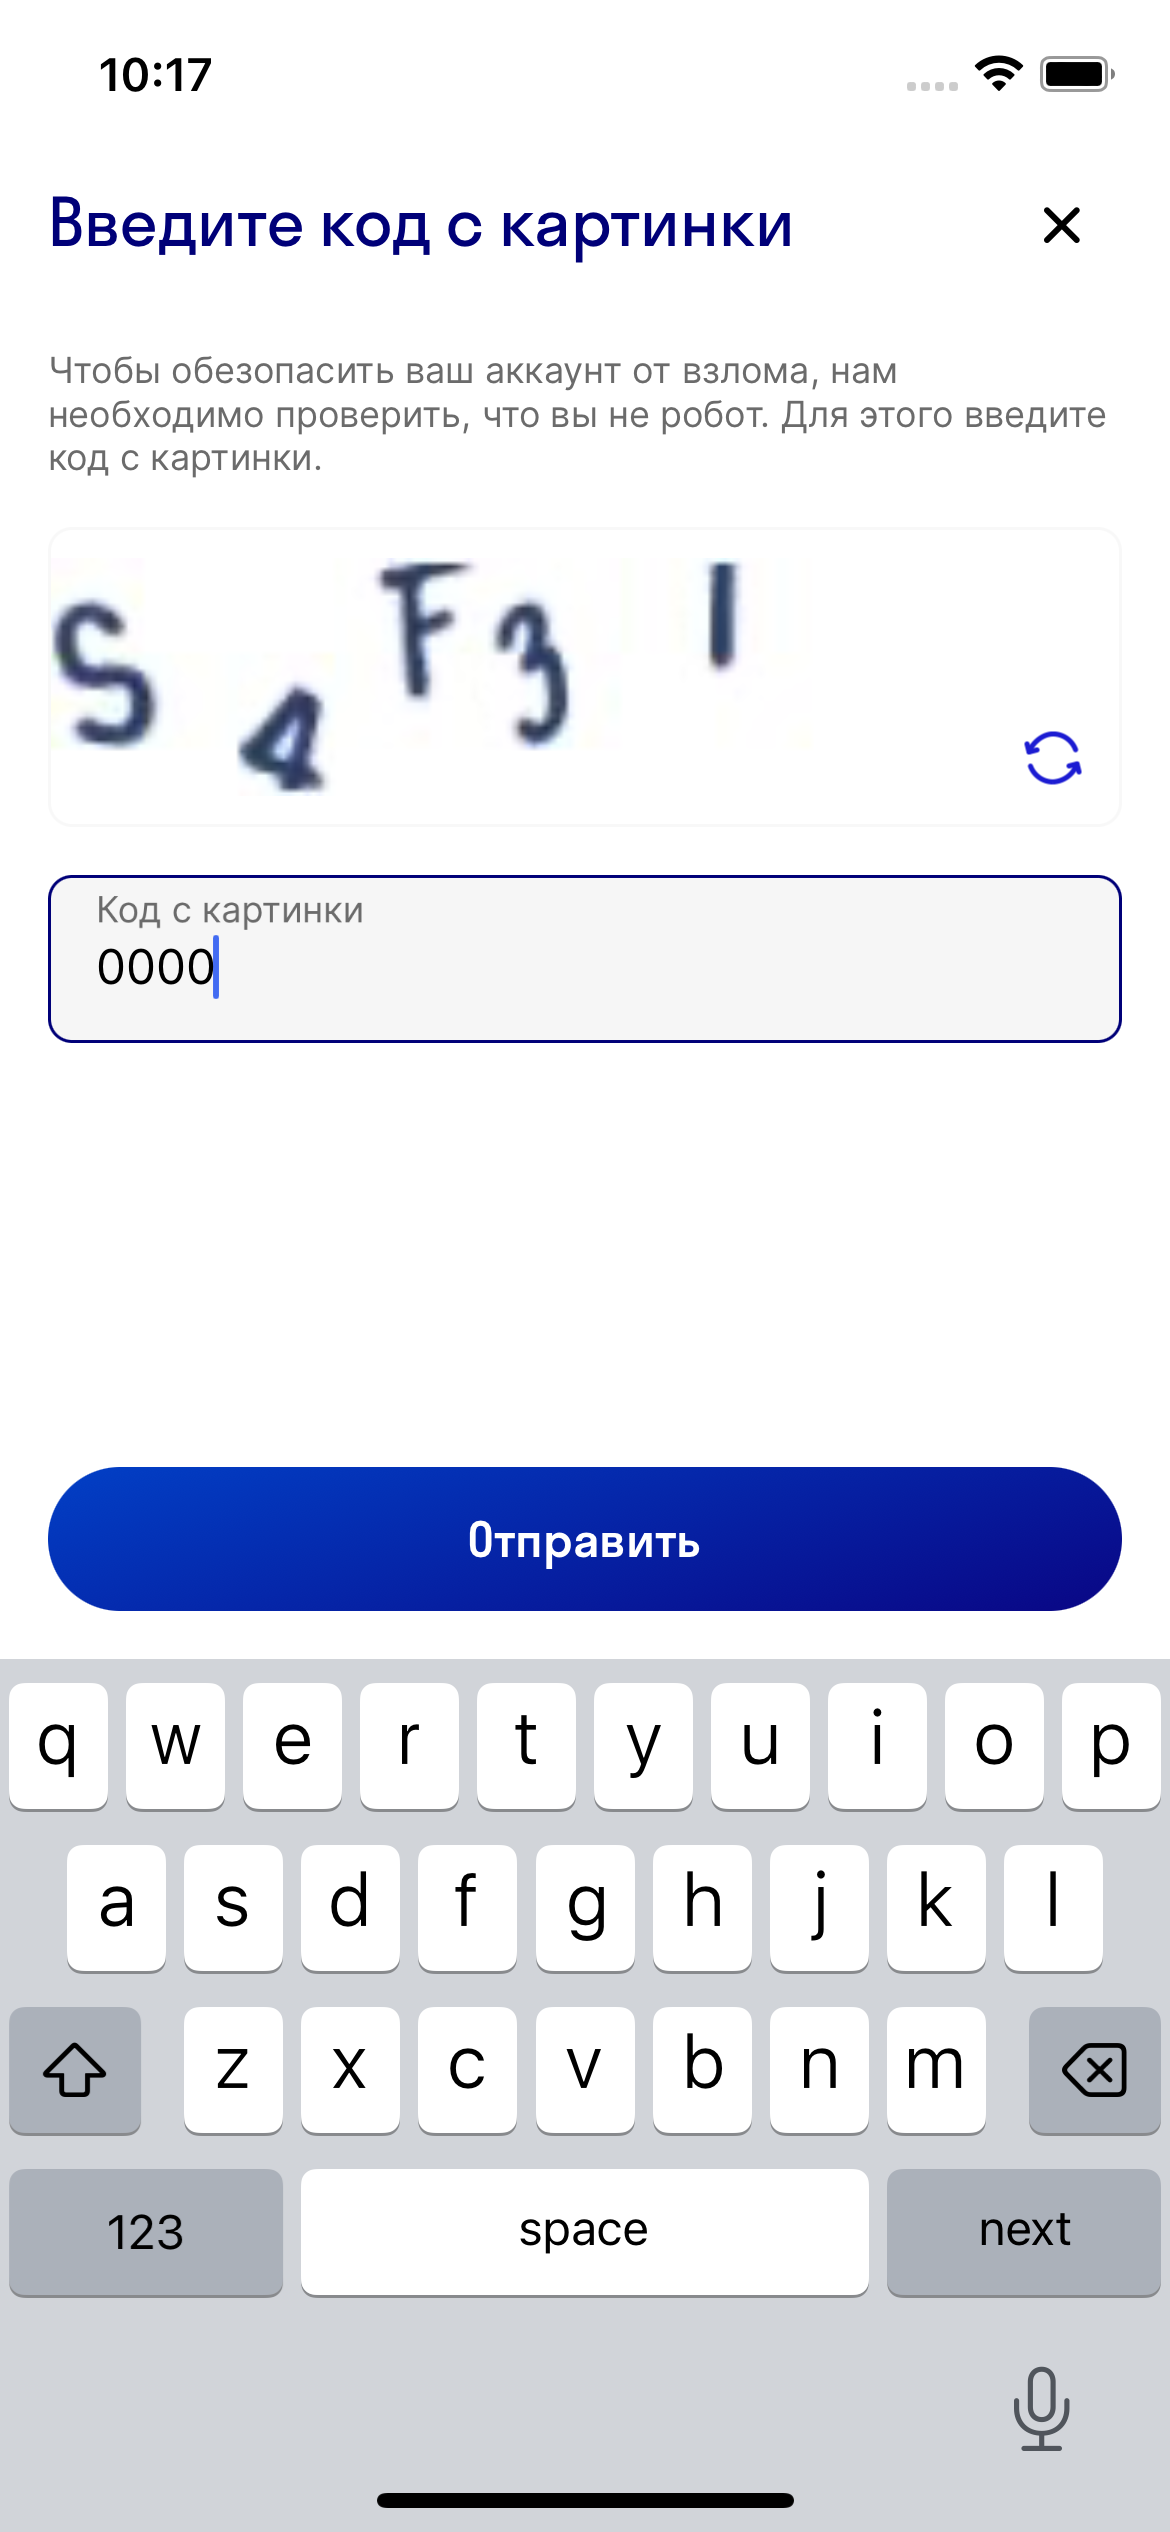 10:17
Введите код с картинки
Чтобы обезопасить ваш аккаунт от взлома, нам
необходимо проверить, что вы не робот. Для этого введите
код с картинки.
S 4 F 3 1
Код с картинки
0000
Отправить
q w e r t y u i o p
a s d f g h j k l
z x c v b n m
123 space next